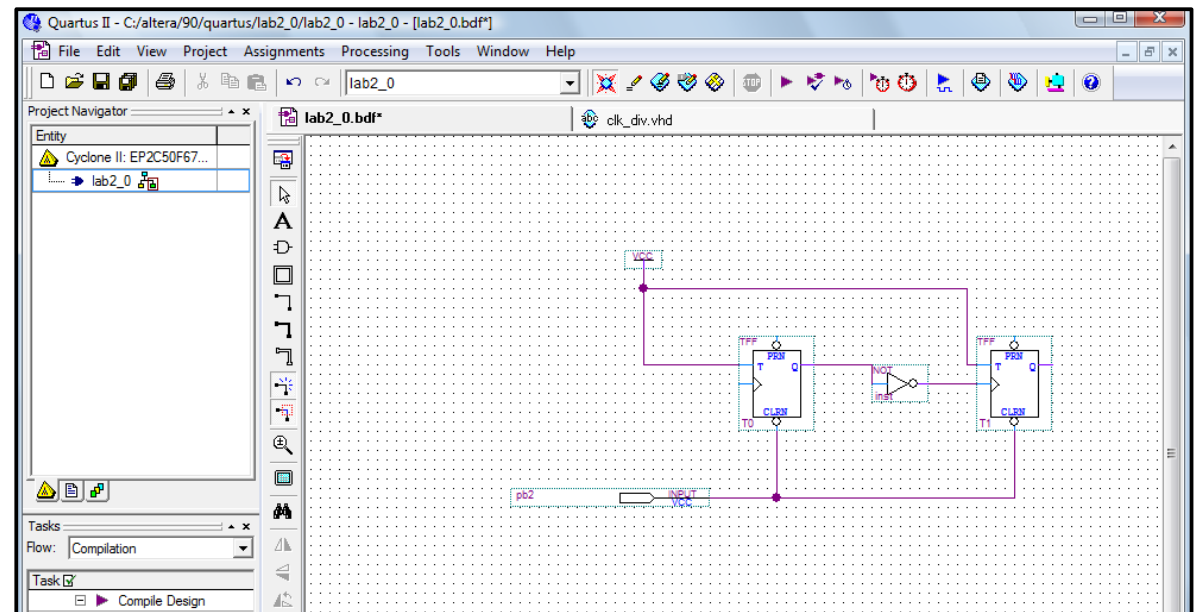 Quartus II - C:/altera/90/quartus/lab2_0/lab2_0 - lab2_0 - [lab2_0.bdf*]
File Edit View Project Assignments Processing Tools Window Help
lab2_0
Project Navigator
lab2_0.bdf*
clk_div.vhd
Entity
Cyclone II: EP2C50F67...
lab2_0
A
VCC
TFF
PRN
T Q
CLRN
T0
NOT
inst
TFF
PRN
T Q
CLRN
T1
pb2
INPUT
VCC
Tasks
Flow: Compilation
Task
Compile Design